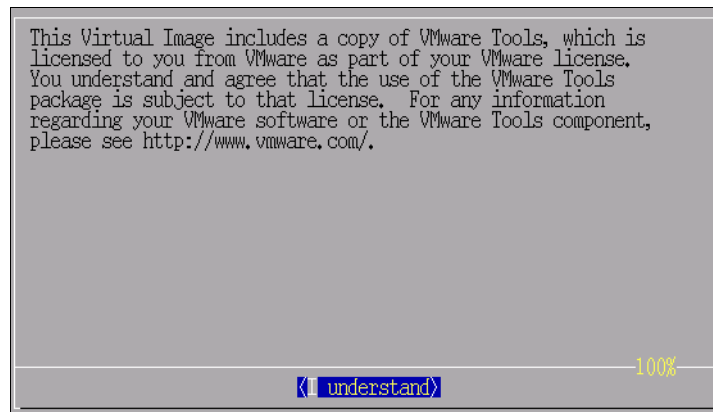 This Virtual Image includes a copy of VMware Tools, which is
licensed to you from VMware as part of your VMware license.
You understand and agree that the use of the VMware Tools
package is subject to that license.  For any information
regarding your VMware software or the VMware Tools component,
please see http://www.vmware.com/.
100%
<I understand>